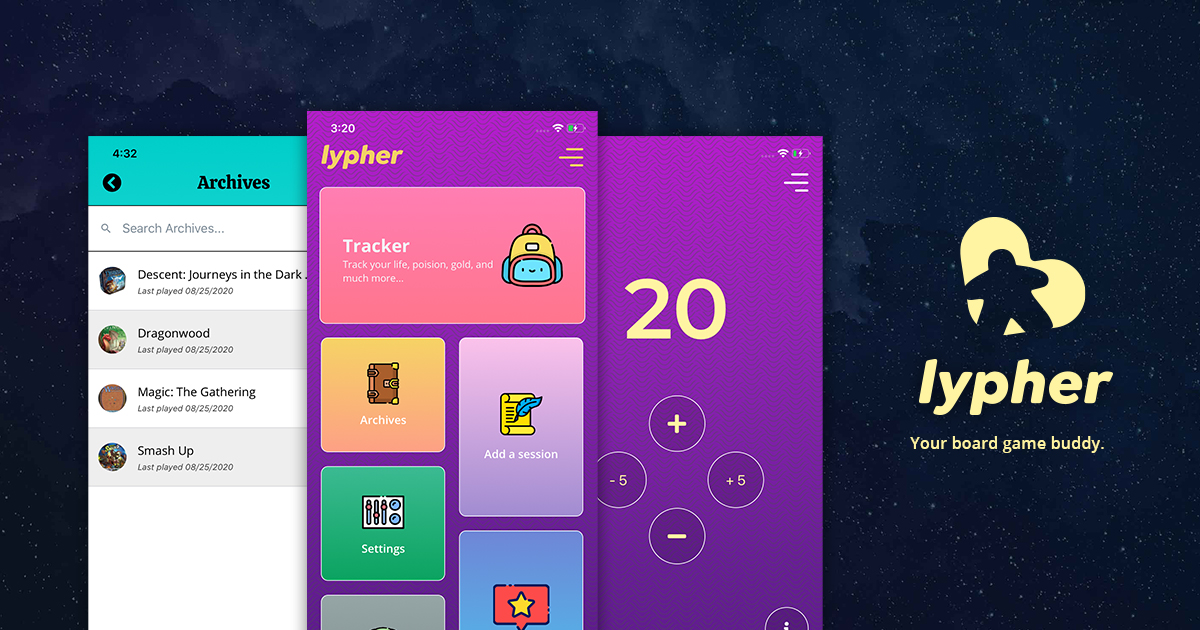 4:32
Archives
Search Archives...
Descent: Journeys in the Dark .
Last played 08/25/2020
Dragonwood
Last played 08/25/2020
Magic: The Gathering
Last played 08/25/2020
Smash Up
Last played 08/25/2020
3:20
lypher
Tracker
Track your life, poision, gold, and
much more...
Archives
Add a session
Settings
20
+
- 5
+ 5
−
lypher
Your board game buddy.